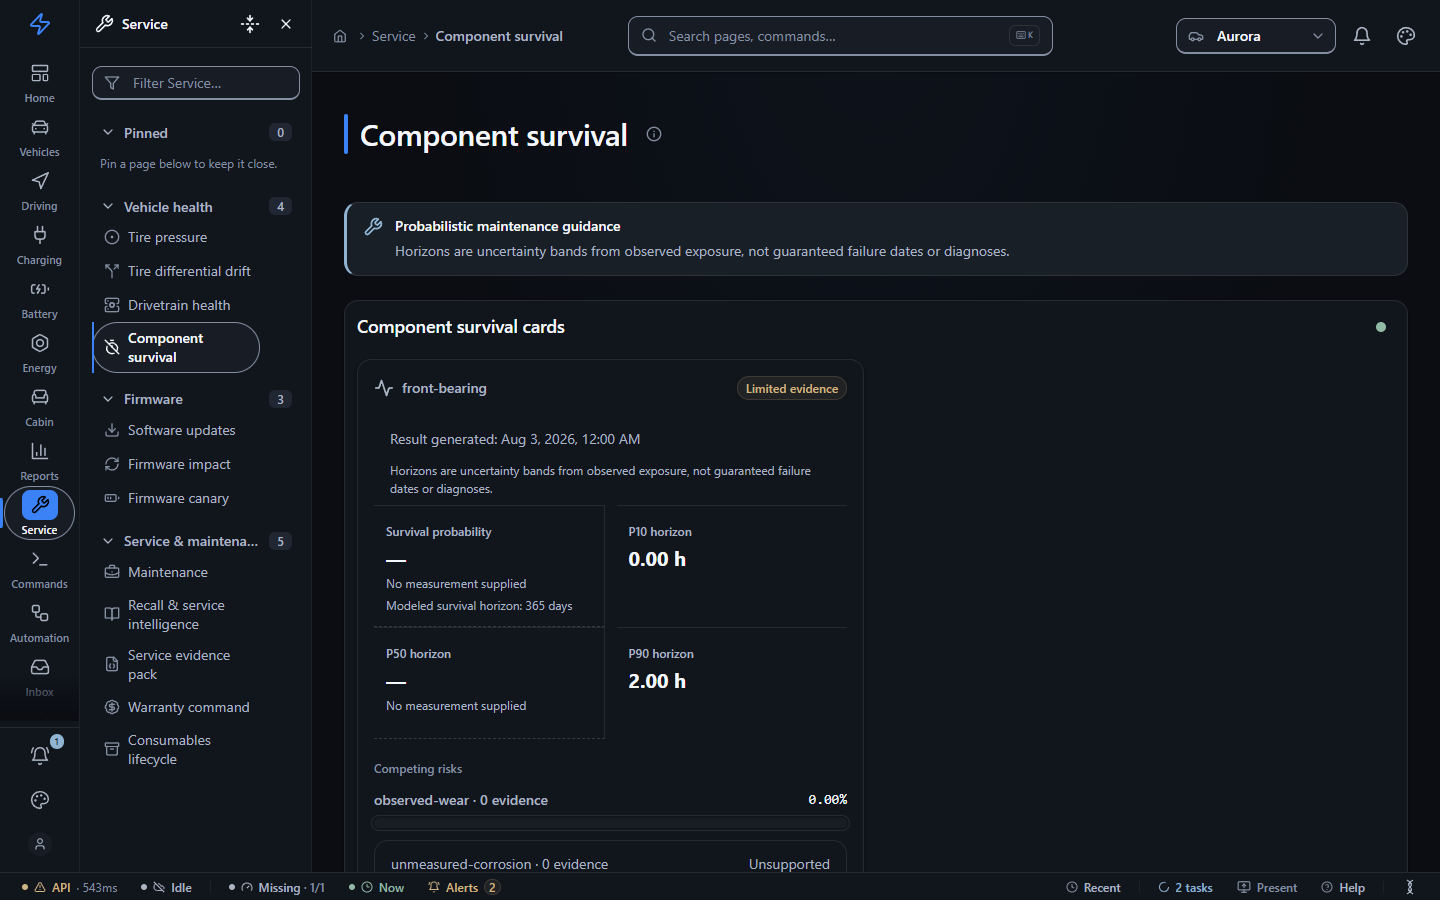 Service
Service
Component survival
Search pages, commands...
K
Aurora
Home
Vehicles
Driving
Charging
Battery
Energy
Cabin
Reports
Service
Commands
Automation
Inbox
1
Filter Service...
Pinned
0
Pin a page below to keep it close.
Vehicle health
4
Tire pressure
Tire differential drift
Drivetrain health
Component
survival
Firmware
3
Software updates
Firmware impact
Firmware canary
Service & maintena...
5
Maintenance
Recall & service
intelligence
Service evidence
pack
Warranty command
Consumables
lifecycle
Component survival
Probabilistic maintenance guidance
Horizons are uncertainty bands from observed exposure, not guaranteed failure dates or diagnoses.
Component survival cards
front-bearing
Limited evidence
Result generated: Aug 3, 2026, 12:00 AM
Horizons are uncertainty bands from observed exposure, not guaranteed failure
dates or diagnoses.
Survival probability
—
No measurement supplied
Modeled survival horizon: 365 days
P10 horizon
0.00 h
P50 horizon
—
No measurement supplied
P90 horizon
2.00 h
Competing risks
observed-wear · 0 evidence
0.00%
unmeasured-corrosion · 0 evidence
Unsupported
API · 543ms
Idle
Missing · 1/1
Now
Alerts 2
Recent
2 tasks
Present
Help